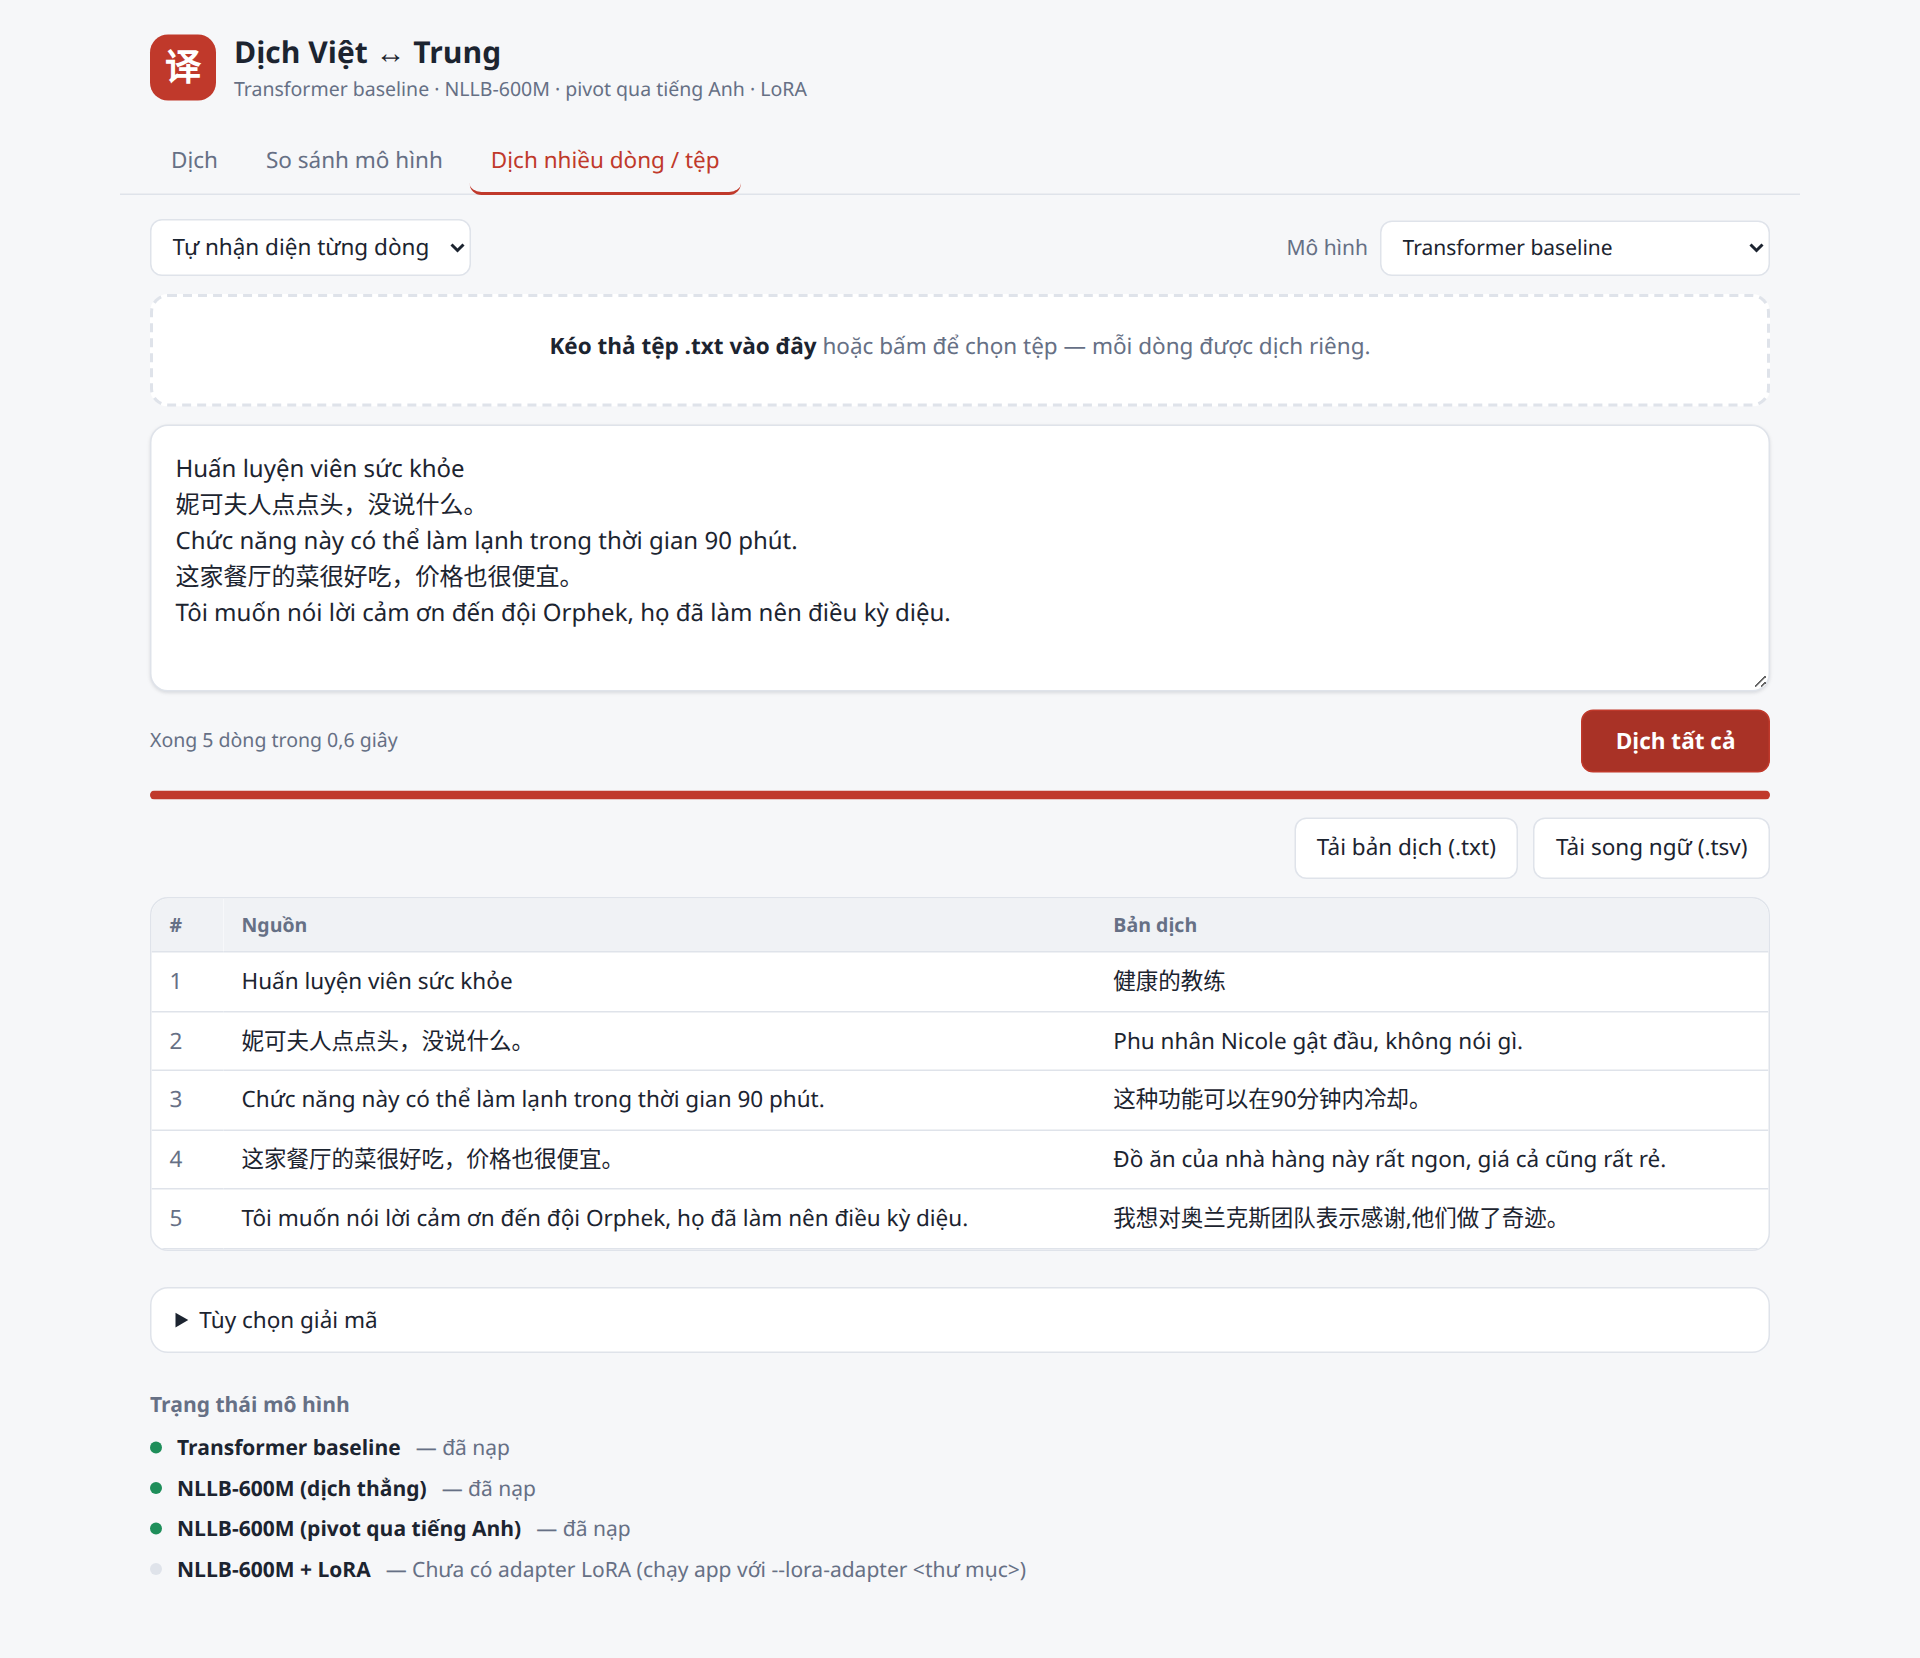 译
Dịch Việt ↔ Trung
Transformer baseline · NLLB-600M · pivot qua tiếng Anh · LoRA
Dịch So sánh mô hình Dịch nhiều dòng / tệp
Tự nhận diện từng dòng Mô hình Transformer baseline
Kéo thả tệp .txt vào đây hoặc bấm để chọn tệp — mỗi dòng được dịch riêng.
Huấn luyện viên sức khỏe
妮可夫人点点头，没说什么。
Chức năng này có thể làm lạnh trong thời gian 90 phút.
这家餐厅的菜很好吃，价格也很便宜。
Tôi muốn nói lời cảm ơn đến đội Orphek, họ đã làm nên điều kỳ diệu.
Xong 5 dòng trong 0,6 giây Dịch tất cả
Tải bản dịch (.txt) Tải song ngữ (.tsv)
# Nguồn Bản dịch
1 Huấn luyện viên sức khỏe 健康的教练
2 妮可夫人点点头，没说什么。 Phu nhân Nicole gật đầu, không nói gì.
3 Chức năng này có thể làm lạnh trong thời gian 90 phút. 这种功能可以在90分钟内冷却。
4 这家餐厅的菜很好吃，价格也很便宜。 Đồ ăn của nhà hàng này rất ngon, giá cả cũng rất rẻ.
5 Tôi muốn nói lời cảm ơn đến đội Orphek, họ đã làm nên điều kỳ diệu. 我想对奥兰克斯团队表示感谢,他们做了奇迹。
Tùy chọn giải mã
Trạng thái mô hình
Transformer baseline — đã nạp
NLLB-600M (dịch thẳng) — đã nạp
NLLB-600M (pivot qua tiếng Anh) — đã nạp
NLLB-600M + LoRA — Chưa có adapter LoRA (chạy app với --lora-adapter <thư mục>)